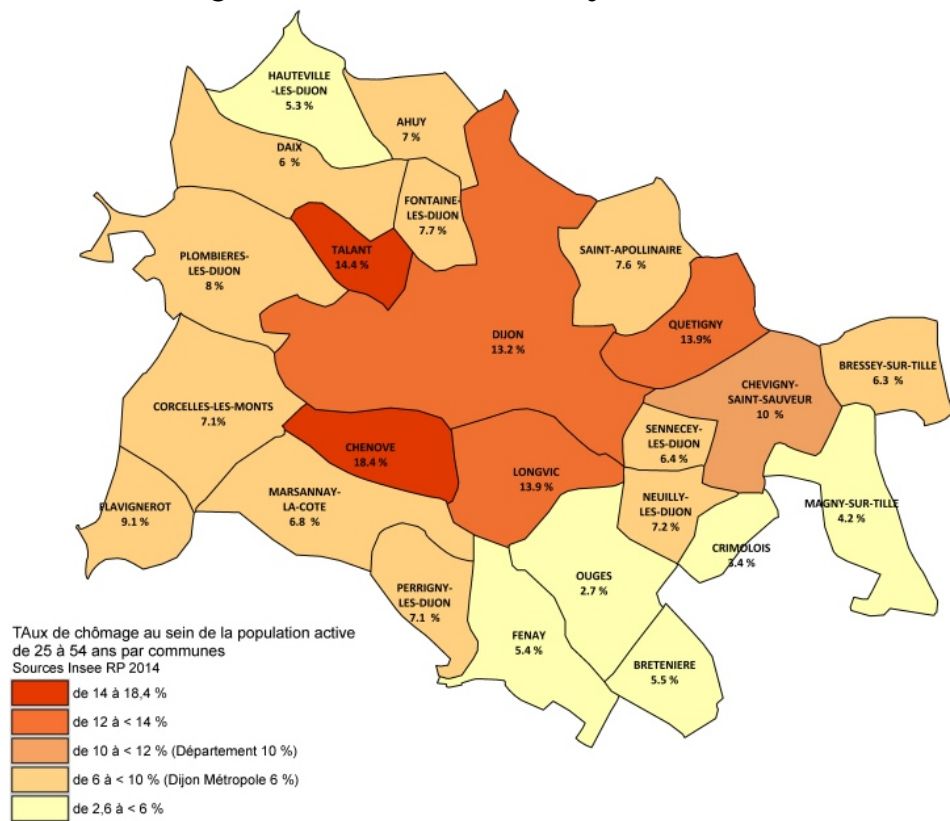 HAUTEVILLE
-LES-DIJON
5.3 %
AHUY
7 %
DAIX
6 %
FONTAINE-
LES-DIJON
7.7 %
TALANT
14.4 %
SAINT-APOLLINAIRE
7.6 %
PLOMBIERES-
LES-DIJON
8 %
DIJON
13.2 %
QUETIGNY
13.9%
BRESSEY-SUR-TILLE
6.3 %
CHEVIGNY-
SAINT-SAUVEUR
10 %
CORCELLES-LES-MONTS
7.1%
SENNECEY-
LES-DIJON
6.4 %
CHENOVE
18.4 %
LONGVIC
13.9 %
MARSANNAY-
LA-COTE
6.8 %
FLAVIGNEROT
9.1 %
NEUILLY-
LES-DIJON
7.2 %
MAGNY-SUR-TILLE
4.2 %
CRIMOLOIS
3.4 %
OUGES
2.7 %
PERRIGNY-
LES-DIJON
7.1 %
FENAY
5.4 %
BRETENIERE
5.5 %
TAux de chômage au sein de la population active
de 25 à 54 ans par communes
Sources Insee RP 2014
de 14 à 18,4 %
de 12 à < 14 %
de 10 à < 12 % (Département 10 %)
de 6 à < 10 % (Dijon Métropole 6 %)
de 2,6 à < 6 %